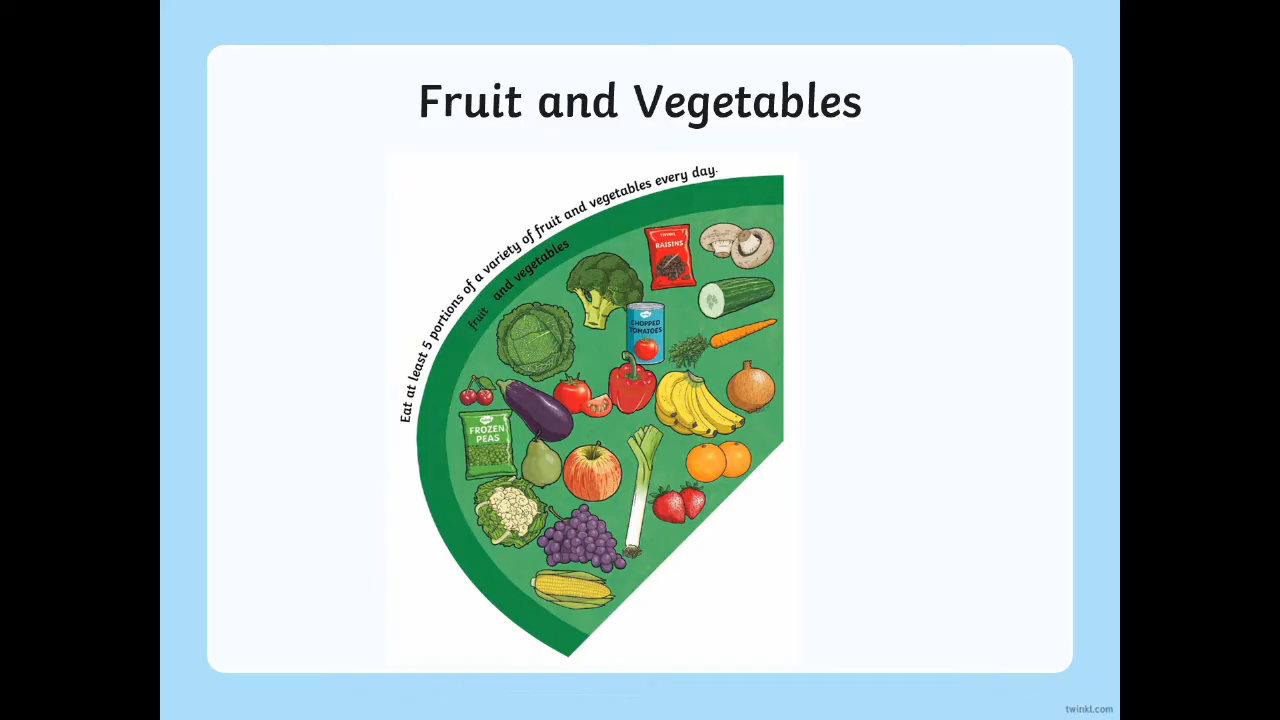 Fruit and Vegetables
Eat at least 5 portions of a variety of fruit and vegetables every day.
fruit and vegetables
RAISINS
CHOPPED
TOMATOES
FROZEN
PEAS
twinkl.com